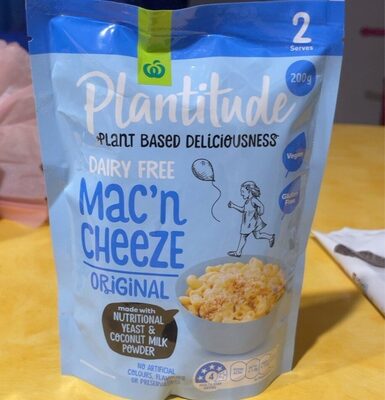 2
Serves
200g
Plantitude
PLANT BASED DELICIOUSNESS
DAIRY FREE
Mac'n
CHEEZE
ORIGINAL
Vegan
Gluten
Free
made with
NUTRITIONAL
YEAST &
COCONUT MILK
POWDER
NO ARTIFICIAL
COLOURS, FLAVOURS
OR PRESERVATIVES
4